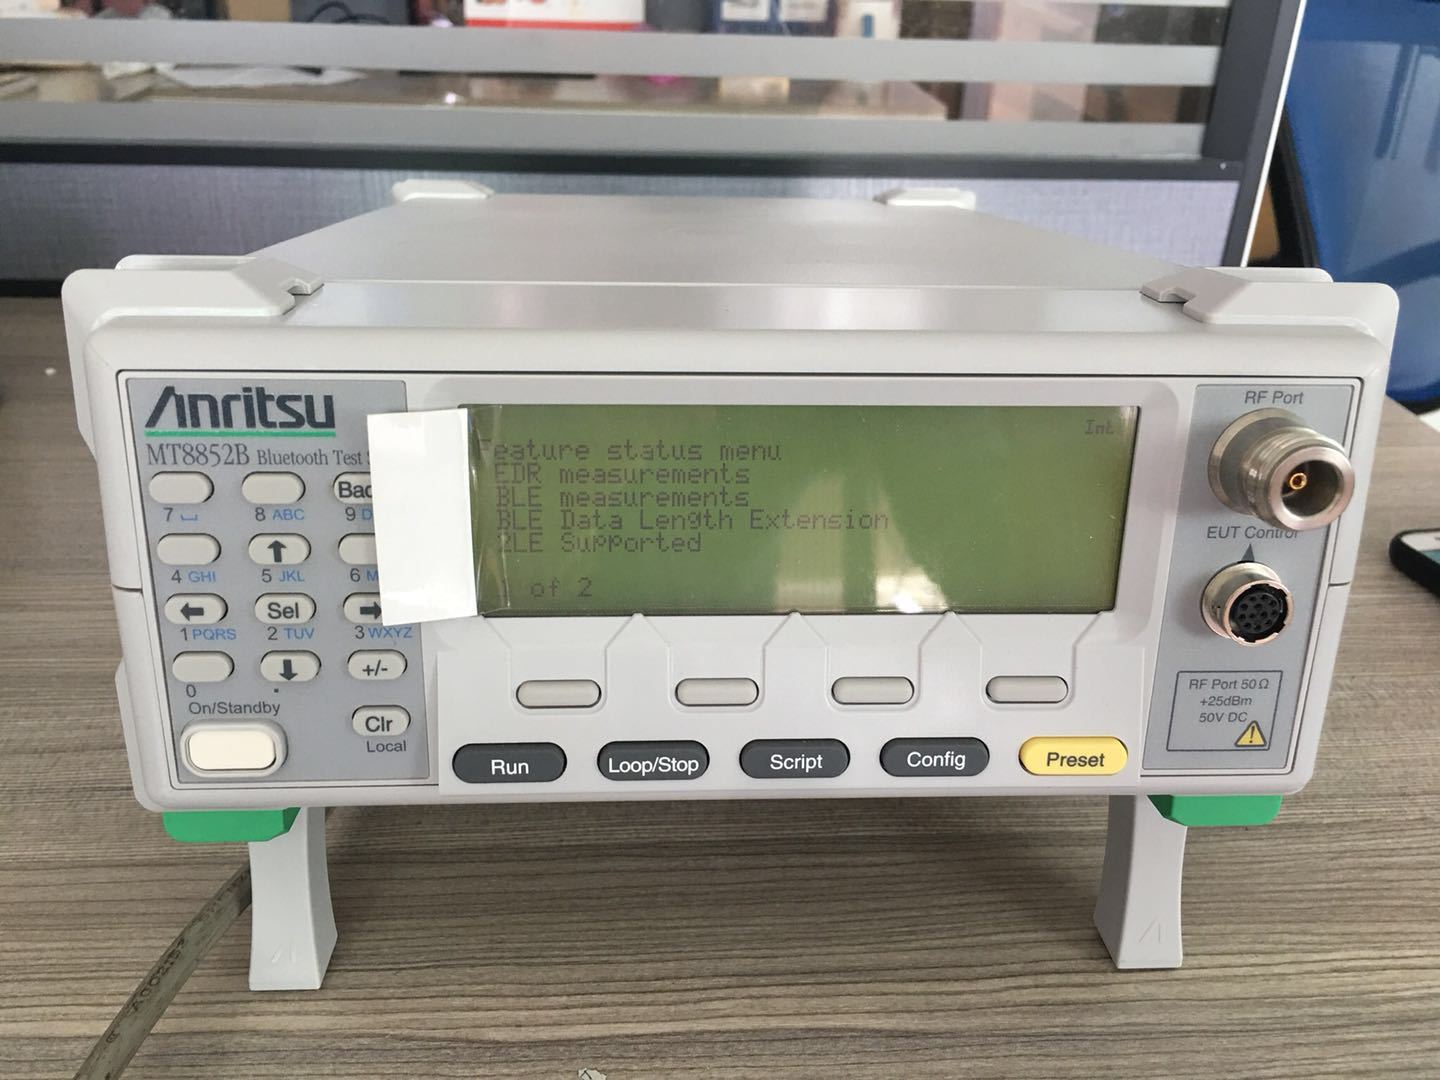 Anritsu
MT8852B Bluetooth Test
Int
Feature status menu
EDR measurements
BLE measurements
BLE Data Length Extension
2LE Supported
of 2
7
8 ABC
9
4 GHI
5 JKL
6
Sel
1 PQRS
2 TUV
3 WXYZ
0
.
+/-
On/Standby
Clr
Local
Run
Loop/Stop
Script
Config
Preset
RF Port
EUT Control
RF Port 50Ω
+25dBm
50V DC